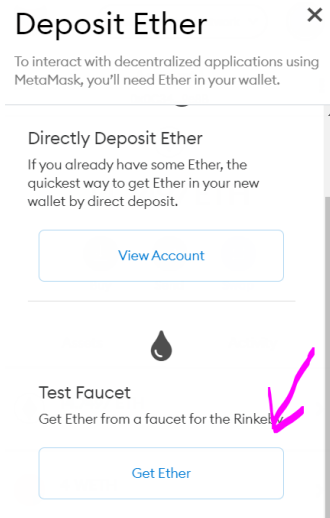 Deposit Ether
To interact with decentralized applications using
MetaMask, you'll need Ether in your wallet.
Directly Deposit Ether
If you already have some Ether, the
quickest way to get Ether in your new
wallet by direct deposit.
View Account
Test Faucet
Get Ether from a faucet for the Rinkeby
Get Ether